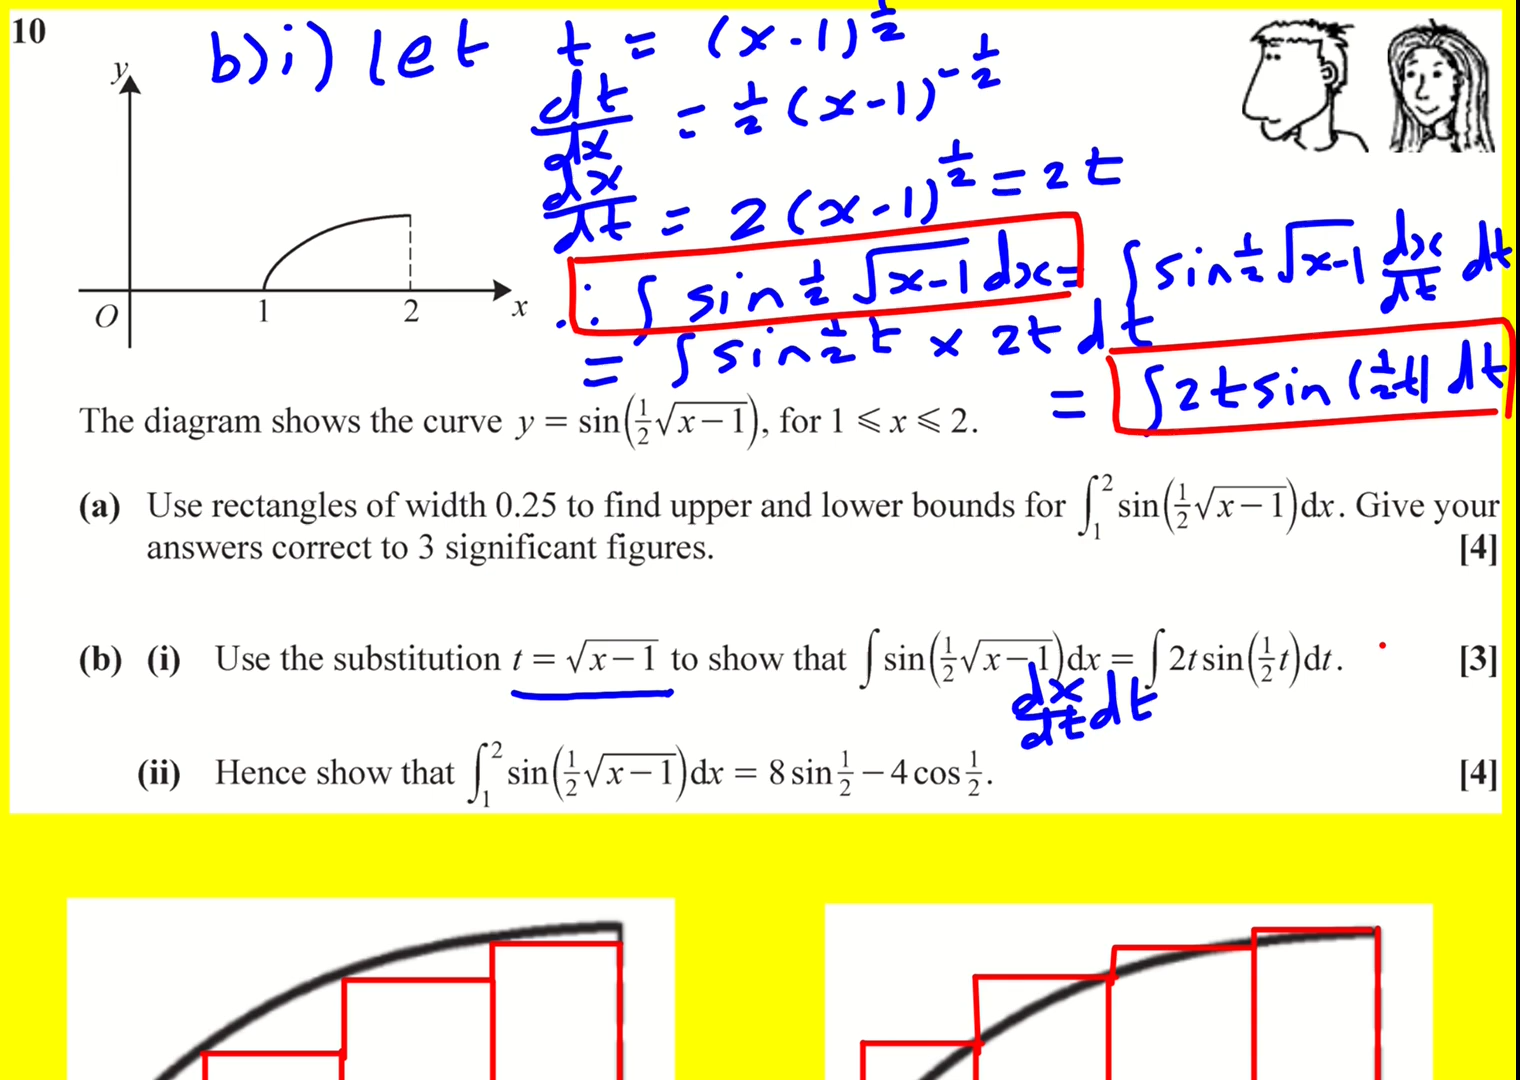 10
b)i) let t = (x-1)^{1/2}
dt/dx = 1/2 (x-1)^{-1/2}
dx/dt = 2(x-1)^{1/2} = 2t
∴ ∫ sin 1/2 √(x-1) dx = ∫ sin 1/2 √(x-1) dx/dt dt
= ∫ sin 1/2 t × 2t dt
= ∫ 2t sin (1/2 t) dt
y
O 1 2 x
The diagram shows the curve y = sin(1/2 √(x−1)), for 1 ⩽ x ⩽ 2.
(a) Use rectangles of width 0.25 to find upper and lower bounds for ∫_1^2 sin(1/2 √(x−1)) dx. Give your
answers correct to 3 significant figures. [4]
(b) (i) Use the substitution t = √(x−1) to show that ∫ sin(1/2 √(x−1)) dx = ∫ 2t sin(1/2 t) dt. [3]
dx/dt dt
(ii) Hence show that ∫_1^2 sin(1/2 √(x−1)) dx = 8 sin 1/2 − 4 cos 1/2. [4]